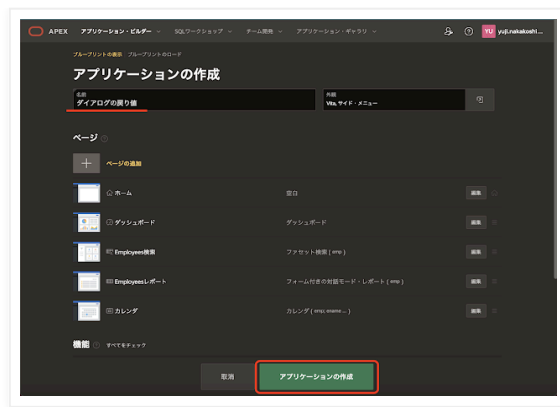 APEX アプリケーション・ビルダー SQLワークショップ チーム開発 アプリケーション・ギャラリ YU yuji.nakakoshi...
ブループリントの表示 ブループリントのロード
アプリケーションの作成
名前 外観
ダイアログの戻り値 Vita, サイド・メニュー
ページ
ページの追加
ホーム 空白 編集
ダッシュボード ダッシュボード 編集
Employees検索 ファセット検索 ( emp ) 編集
Employeesレポート フォーム付きの対話モード・レポート ( emp ) 編集
カレンダ カレンダ ( emp, ename ... ) 編集
機能 すべてをチェック
取消 アプリケーションの作成